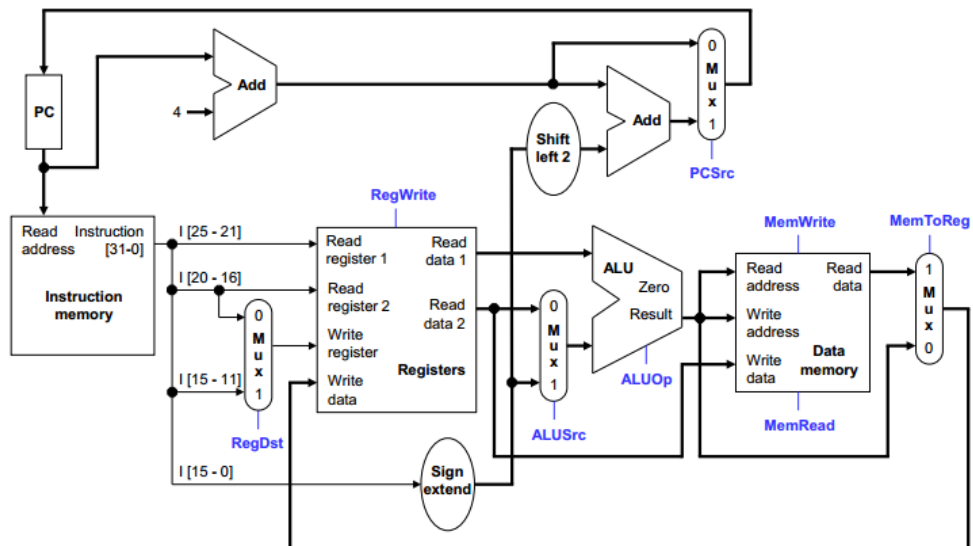 PC
4
Add
Shift
left 2
Add
0
M
u
x
1
PCSrc
Read
address
Instruction
[31-0]
Instruction
memory
I [25 - 21]
I [20 - 16]
I [15 - 11]
I [15 - 0]
0
M
u
x
1
RegDst
RegWrite
Read
register 1
Read
register 2
Write
register
Write
data
Read
data 1
Read
data 2
Registers
Sign
extend
0
M
u
x
1
ALUSrc
ALU
Zero
Result
ALUOp
MemWrite
Read
address
Write
address
Write
data
Read
data
Data
memory
MemRead
MemToReg
1
M
u
x
0